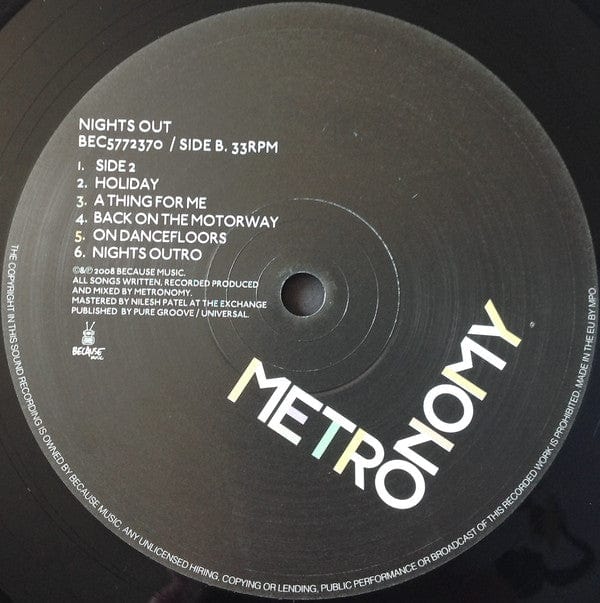 NIGHTS OUT
BEC5772370 / SIDE B. 33RPM
1. SIDE 2
2. HOLIDAY
3. A THING FOR ME
4. BACK ON THE MOTORWAY
5. ON DANCEFLOORS
6. NIGHTS OUTRO
©&℗ 2008 BECAUSE MUSIC.
ALL SONGS WRITTEN, RECORDED PRODUCED
AND MIXED BY METRONOMY.
MASTERED BY NILESH PATEL AT THE EXCHANGE
PUBLISHED BY PURE GROOVE / UNIVERSAL.
BECAUSE
MUSIC
METRONOMY
THE COPYRIGHT IN THIS SOUND RECORDING IS OWNED BY BECAUSE MUSIC. ANY UNLICENSED HIRING, COPYING OR LENDING, PUBLIC PERFORMANCE OR BROADCAST OF THIS RECORDED WORK IS PROHIBITED. MADE IN THE EU BY MPO.